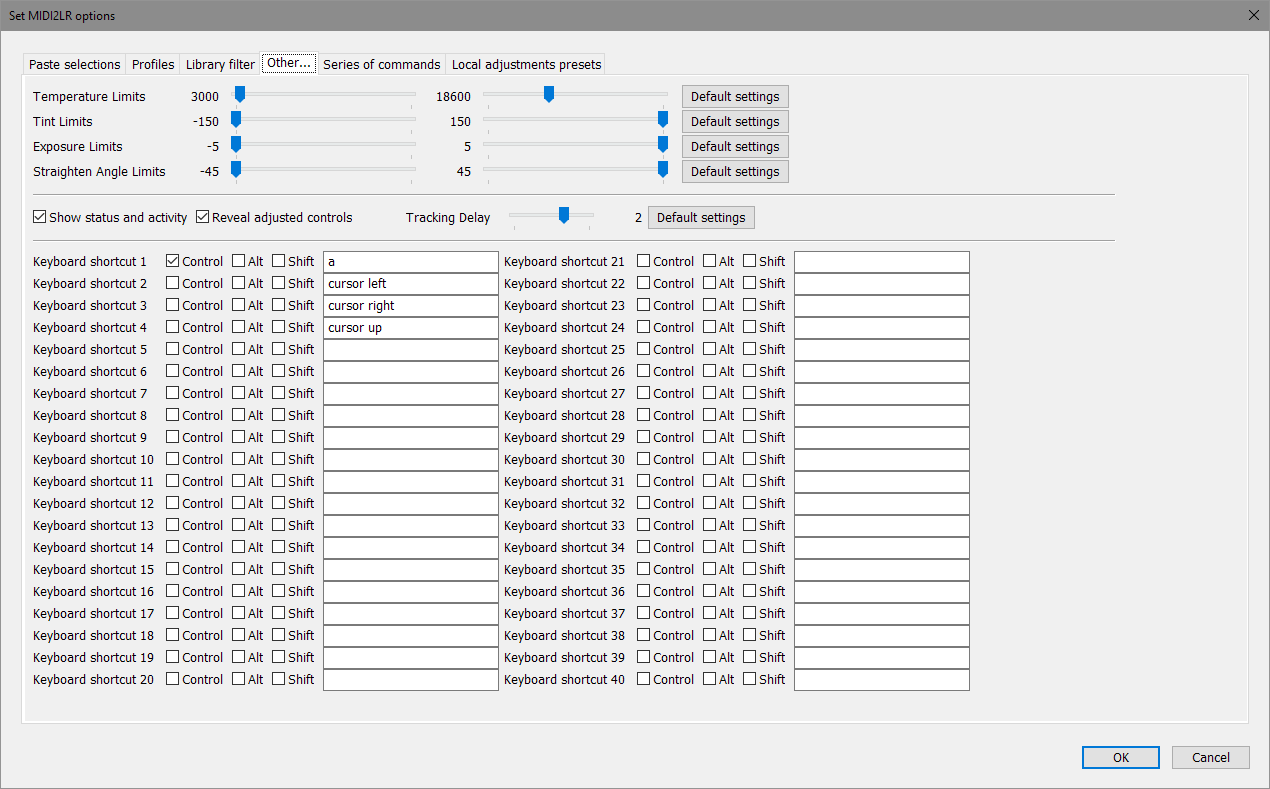 Set MIDI2LR options
Paste selections Profiles Library filter Other... Series of commands Local adjustments presets
Temperature Limits 3000 18600 Default settings
Tint Limits -150 150 Default settings
Exposure Limits -5 5 Default settings
Straighten Angle Limits -45 45 Default settings
Show status and activity Reveal adjusted controls Tracking Delay 2 Default settings
Keyboard shortcut 1 Control Alt Shift a Keyboard shortcut 21 Control Alt Shift
Keyboard shortcut 2 Control Alt Shift cursor left Keyboard shortcut 22 Control Alt Shift
Keyboard shortcut 3 Control Alt Shift cursor right Keyboard shortcut 23 Control Alt Shift
Keyboard shortcut 4 Control Alt Shift cursor up Keyboard shortcut 24 Control Alt Shift
Keyboard shortcut 5 Control Alt Shift Keyboard shortcut 25 Control Alt Shift
Keyboard shortcut 6 Control Alt Shift Keyboard shortcut 26 Control Alt Shift
Keyboard shortcut 7 Control Alt Shift Keyboard shortcut 27 Control Alt Shift
Keyboard shortcut 8 Control Alt Shift Keyboard shortcut 28 Control Alt Shift
Keyboard shortcut 9 Control Alt Shift Keyboard shortcut 29 Control Alt Shift
Keyboard shortcut 10 Control Alt Shift Keyboard shortcut 30 Control Alt Shift
Keyboard shortcut 11 Control Alt Shift Keyboard shortcut 31 Control Alt Shift
Keyboard shortcut 12 Control Alt Shift Keyboard shortcut 32 Control Alt Shift
Keyboard shortcut 13 Control Alt Shift Keyboard shortcut 33 Control Alt Shift
Keyboard shortcut 14 Control Alt Shift Keyboard shortcut 34 Control Alt Shift
Keyboard shortcut 15 Control Alt Shift Keyboard shortcut 35 Control Alt Shift
Keyboard shortcut 16 Control Alt Shift Keyboard shortcut 36 Control Alt Shift
Keyboard shortcut 17 Control Alt Shift Keyboard shortcut 37 Control Alt Shift
Keyboard shortcut 18 Control Alt Shift Keyboard shortcut 38 Control Alt Shift
Keyboard shortcut 19 Control Alt Shift Keyboard shortcut 39 Control Alt Shift
Keyboard shortcut 20 Control Alt Shift Keyboard shortcut 40 Control Alt Shift
OK Cancel